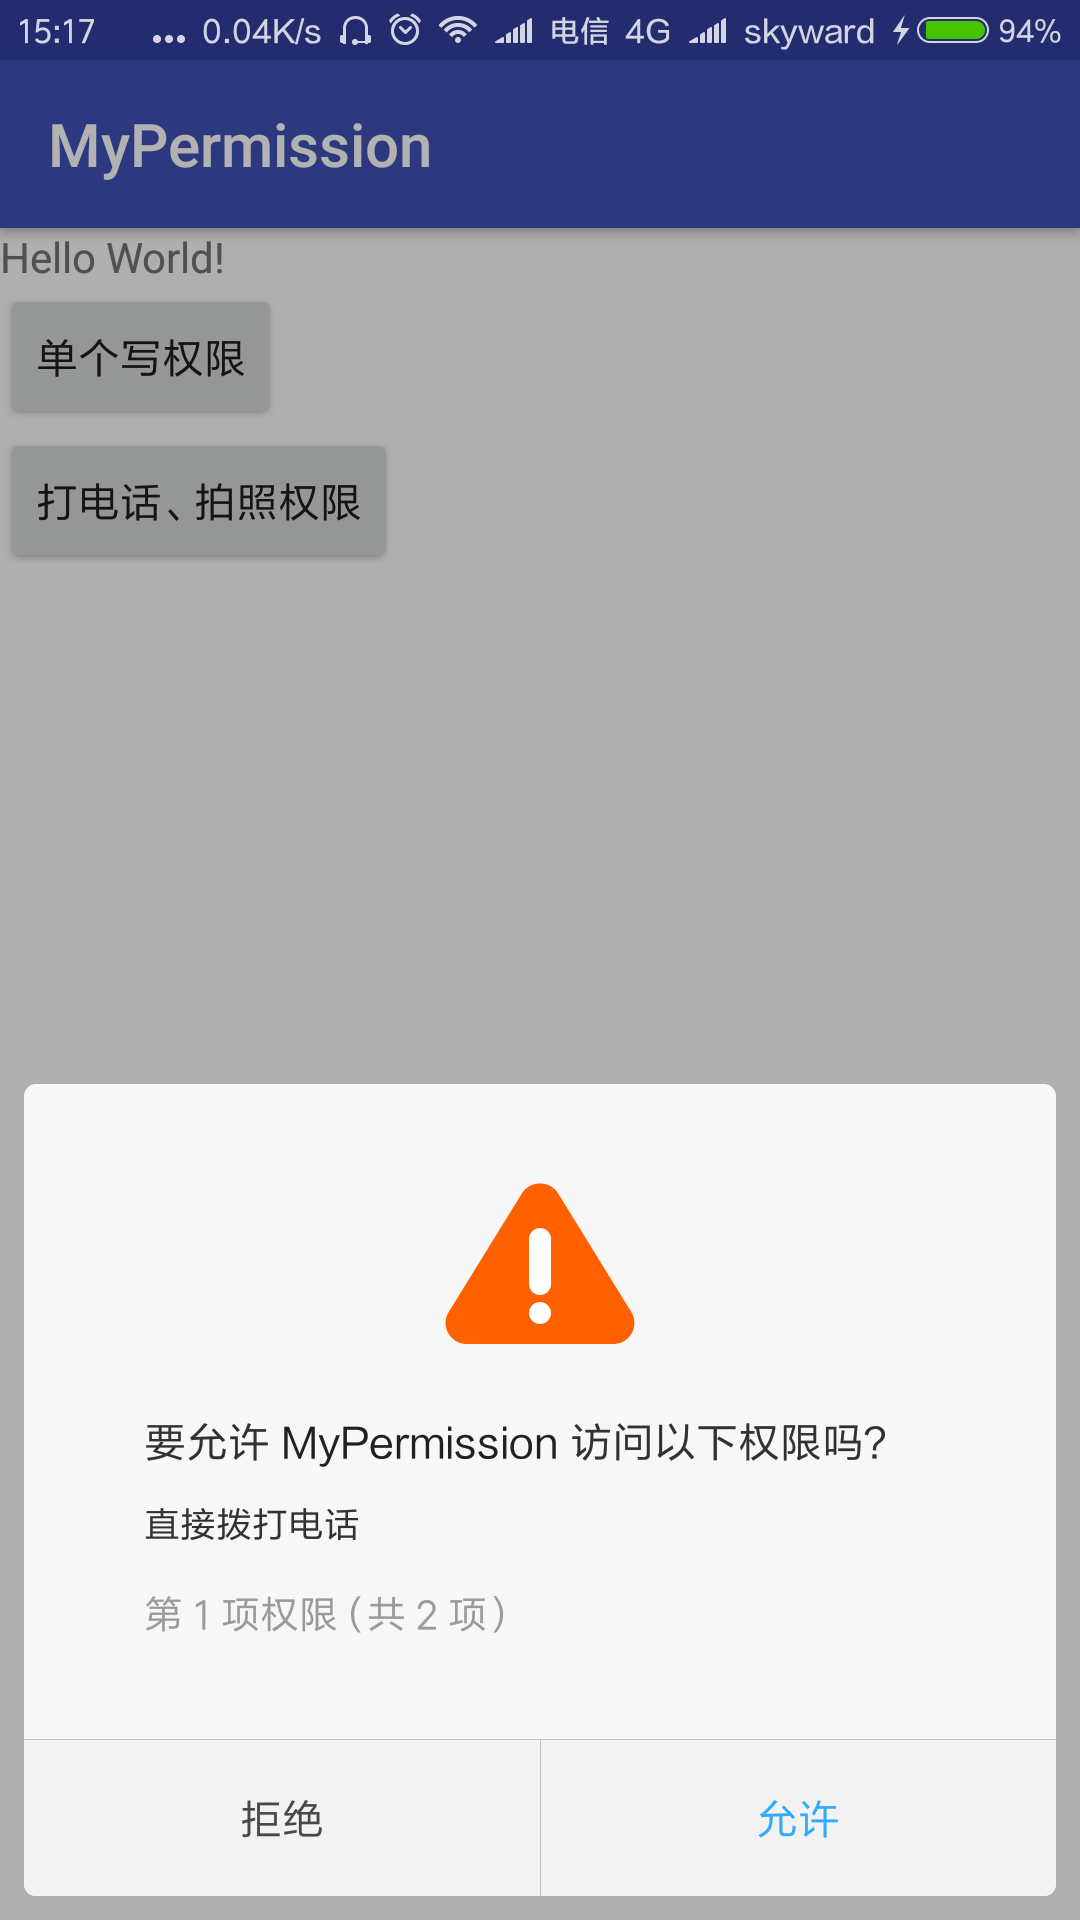 15:17 ... 0.04K/s 电信 4G skyward 94%
MyPermission
Hello World!
单个写权限
打电话、拍照权限
要允许 MyPermission 访问以下权限吗?
直接拨打电话
第 1 项权限 (共 2 项)
拒绝 允许